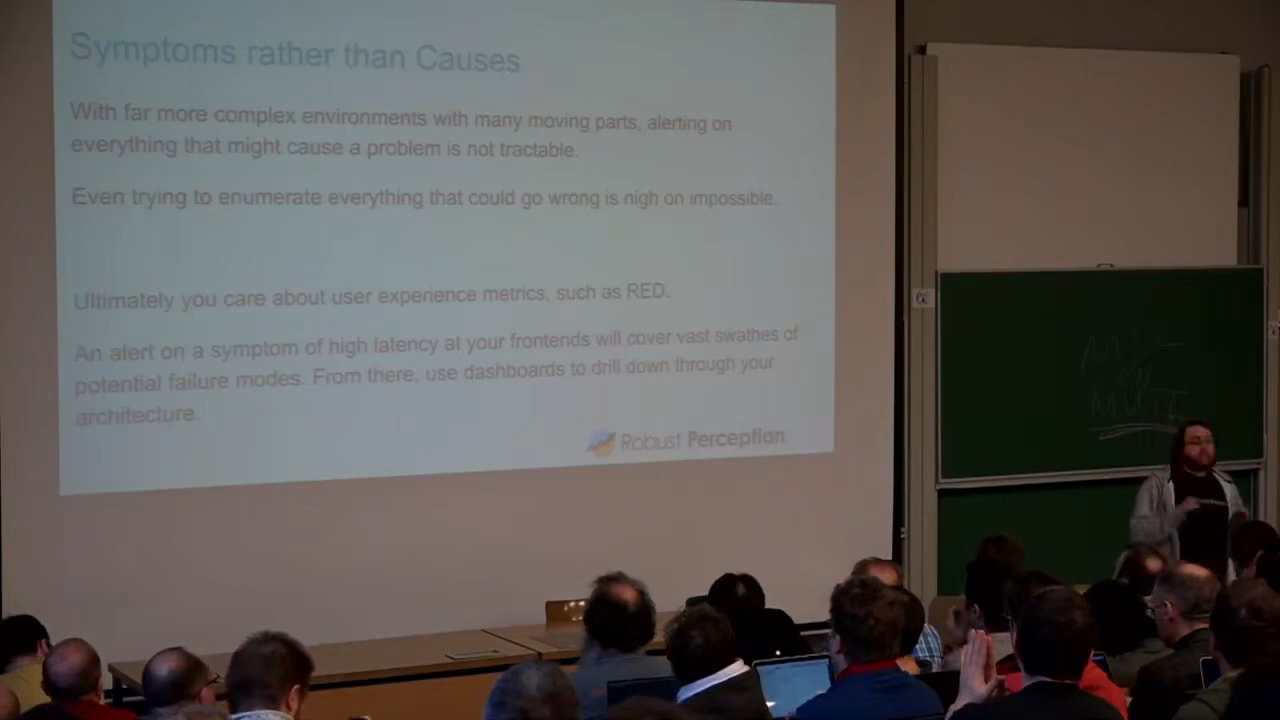 Symptoms rather than Causes
With far more complex environments with many moving parts, alerting on
everything that might cause a problem is not tractable.
Even trying to enumerate everything that could go wrong is nigh on impossible.
Ultimately you care about user experience metrics, such as RED.
An alert on a symptom of high latency at your frontends will cover vast swathes of
potential failure modes. From there, use dashboards to drill down through your
architecture.
Robust Perception